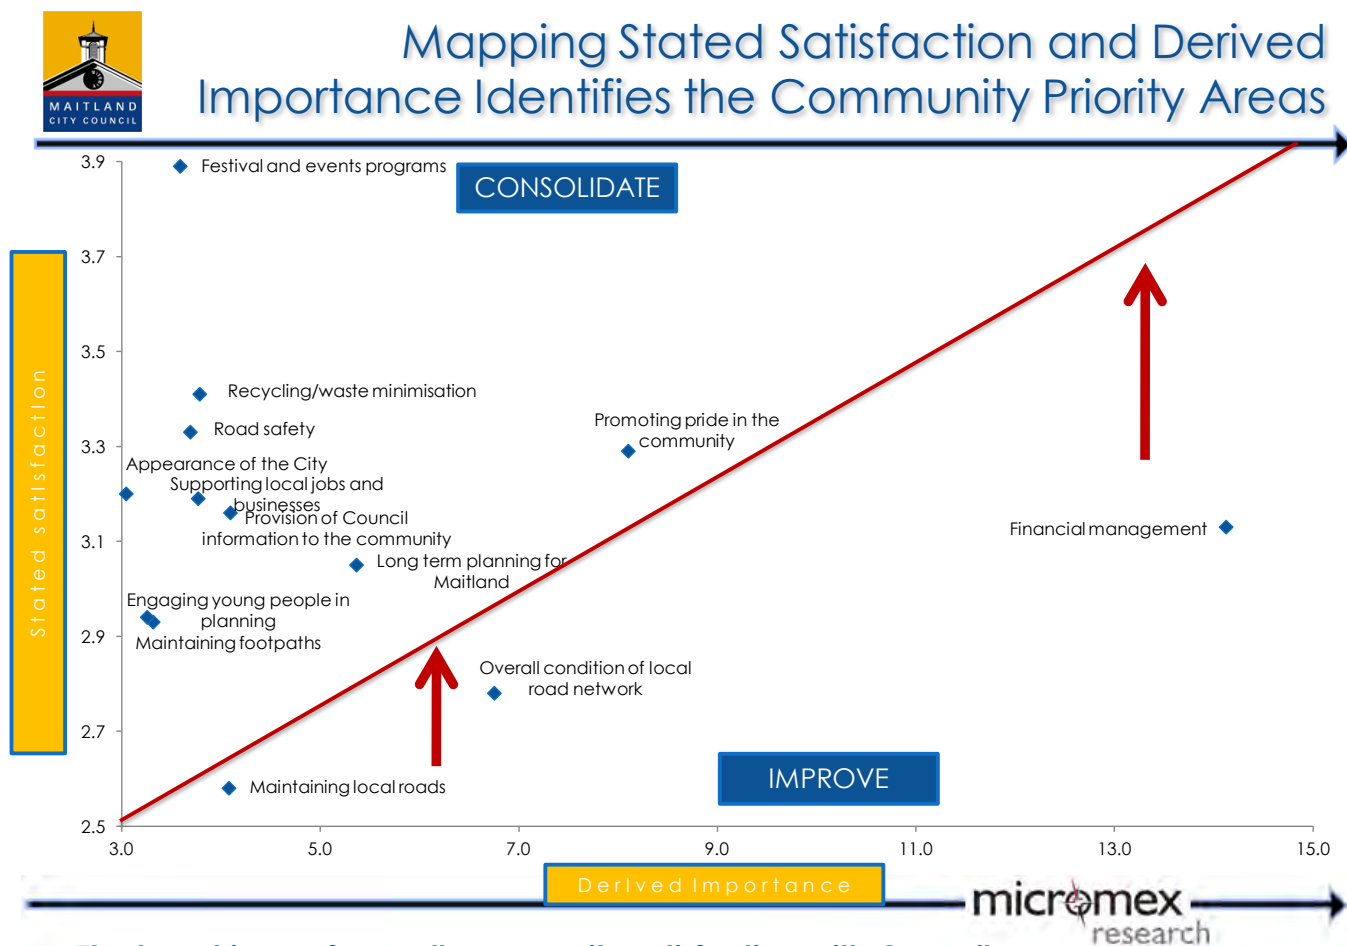 Mapping Stated Satisfaction and Derived
Importance Identifies the Community Priority Areas
MAITLAND
CITY COUNCIL
3.9
Festival and events programs
CONSOLIDATE
3.7
3.5
Recycling/waste minimisation
Promoting pride in the
community
Road safety
3.3
Appearance of the City
Supporting local jobs and
businesses
Provision of Council
information to the community
Financial management
3.1
Long term planning for
Maitland
Engaging young people in
planning
Maintaining footpaths
2.9
Overall condition of local
road network
2.7
IMPROVE
Maintaining local roads
2.5
3.0
5.0
7.0
9.0
11.0
13.0
15.0
Stated satisfaction
Derived Importance
micromex
research